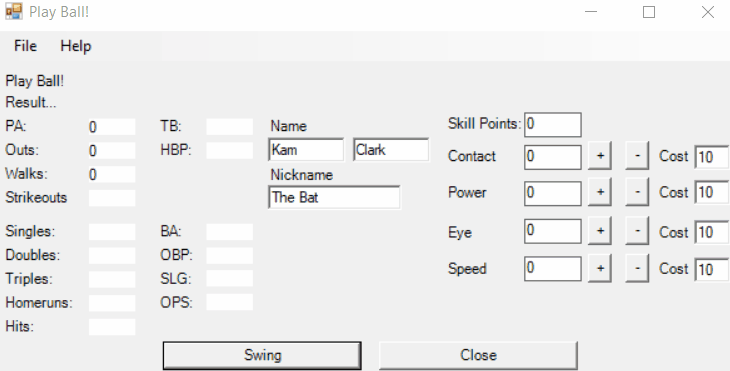 Play Ball!
File Help
Play Ball!
Result...
PA: 0 TB: Name Skill Points: 0
Outs: 0 HBP: Kam Clark Contact 0 + - Cost 10
Walks: 0 Nickname
Strikeouts The Bat Power 0 + - Cost 10
Singles: BA: Eye 0 + - Cost 10
Doubles: OBP:
Triples: SLG: Speed 0 + - Cost 10
Homeruns: OPS:
Hits:
Swing Close